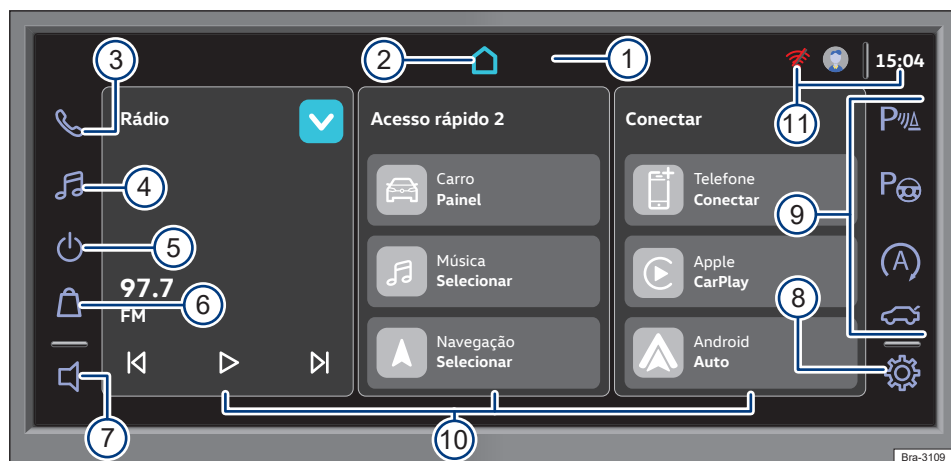 3
2
1
15:04
11
Rádio
Acesso rápido 2
Conectar
P
4
Carro
Painel
Telefone
Conectar
P
9
5
Música
Selecionar
Apple
CarPlay
A
97.7
FM
6
8
Navegação
Selecionar
Android
Auto
7
10
Bra-3109